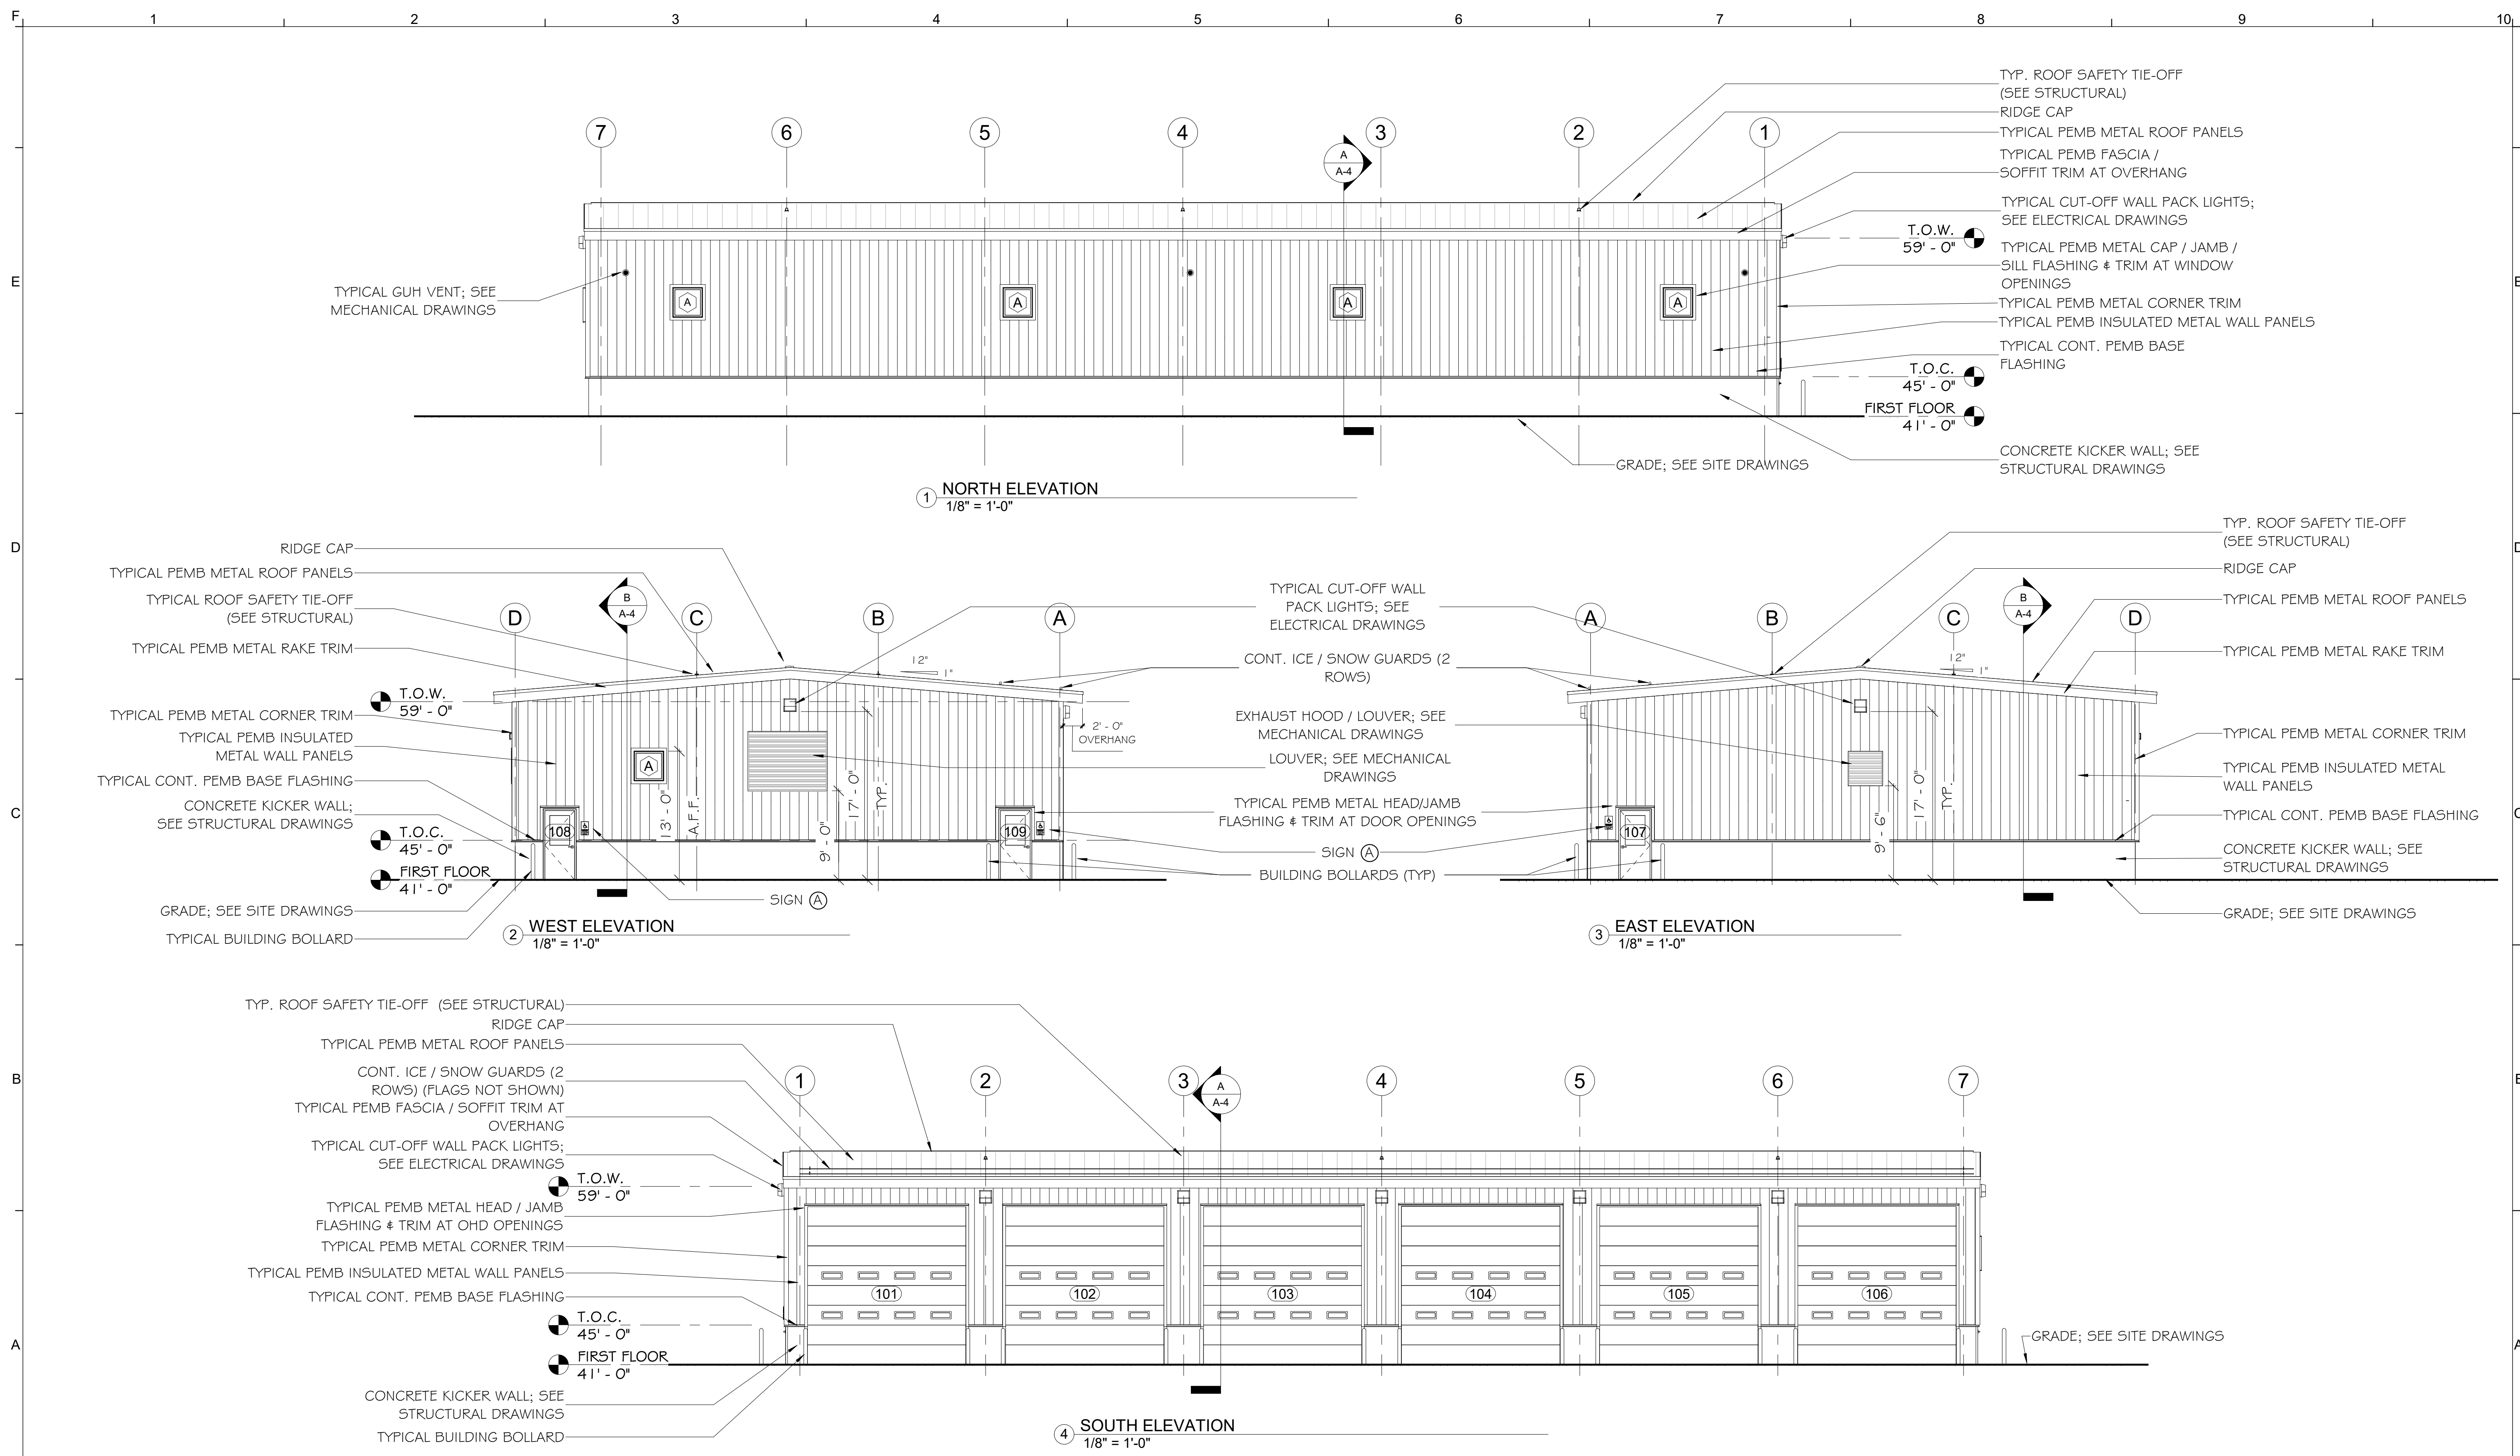 F
1 2 3 4 5 6 7 8 9 10
TYP. ROOF SAFETY TIE-OFF
(SEE STRUCTURAL)
RIDGE CAP
7 6 5 4 3 2 1
TYPICAL PEMB METAL ROOF PANELS
A
A-4
TYPICAL PEMB FASCIA /
SOFFIT TRIM AT OVERHANG
TYPICAL CUT-OFF WALL PACK LIGHTS;
SEE ELECTRICAL DRAWINGS
T.O.W.
59' - 0"
TYPICAL PEMB METAL CAP / JAMB /
SILL FLASHING & TRIM AT WINDOW
OPENINGS
E
TYPICAL GUH VENT; SEE
MECHANICAL DRAWINGS
A A A A
TYPICAL PEMB METAL CORNER TRIM
TYPICAL PEMB INSULATED METAL WALL PANELS
TYPICAL CONT. PEMB BASE
FLASHING
T.O.C.
45' - 0"
FIRST FLOOR
41' - 0"
CONCRETE KICKER WALL; SEE
STRUCTURAL DRAWINGS
GRADE; SEE SITE DRAWINGS
1 NORTH ELEVATION
1/8" = 1'-0"
D
RIDGE CAP
TYPICAL PEMB METAL ROOF PANELS
TYPICAL ROOF SAFETY TIE-OFF
(SEE STRUCTURAL)
TYPICAL PEMB METAL RAKE TRIM
T.O.W.
59' - 0"
TYPICAL PEMB METAL CORNER TRIM
TYPICAL PEMB INSULATED
METAL WALL PANELS
TYPICAL CONT. PEMB BASE FLASHING
CONCRETE KICKER WALL;
SEE STRUCTURAL DRAWINGS
T.O.C.
45' - 0"
FIRST FLOOR
41' - 0"
GRADE; SEE SITE DRAWINGS
TYPICAL BUILDING BOLLARD
B
A-4
D C B A
12"
1"
2' - 0"
OVERHANG
A
13' - 0"
A.F.F.
9' - 0"
17' - 0"
TYP.
108
109
SIGN A
2 WEST ELEVATION
1/8" = 1'-0"
TYPICAL CUT-OFF WALL
PACK LIGHTS; SEE
ELECTRICAL DRAWINGS
CONT. ICE / SNOW GUARDS (2
ROWS)
EXHAUST HOOD / LOUVER; SEE
MECHANICAL DRAWINGS
LOUVER; SEE MECHANICAL
DRAWINGS
TYPICAL PEMB METAL HEAD/JAMB
FLASHING & TRIM AT DOOR OPENINGS
SIGN A
BUILDING BOLLARDS (TYP)
A B C D
B
A-4
12"
1"
107
9' - 6"
17' - 0"
TYP.
TYP. ROOF SAFETY TIE-OFF
(SEE STRUCTURAL)
D
RIDGE CAP
TYPICAL PEMB METAL ROOF PANELS
TYPICAL PEMB METAL RAKE TRIM
TYPICAL PEMB METAL CORNER TRIM
TYPICAL PEMB INSULATED METAL
WALL PANELS
TYPICAL CONT. PEMB BASE FLASHING
C
CONCRETE KICKER WALL; SEE
STRUCTURAL DRAWINGS
GRADE; SEE SITE DRAWINGS
3 EAST ELEVATION
1/8" = 1'-0"
C
TYP. ROOF SAFETY TIE-OFF (SEE STRUCTURAL)
RIDGE CAP
TYPICAL PEMB METAL ROOF PANELS
CONT. ICE / SNOW GUARDS (2
ROWS) (FLAGS NOT SHOWN)
B
TYPICAL PEMB FASCIA / SOFFIT TRIM AT
OVERHANG
TYPICAL CUT-OFF WALL PACK LIGHTS;
SEE ELECTRICAL DRAWINGS
T.O.W.
59' - 0"
TYPICAL PEMB METAL HEAD / JAMB
FLASHING & TRIM AT OHD OPENINGS
TYPICAL PEMB METAL CORNER TRIM
TYPICAL PEMB INSULATED METAL WALL PANELS
TYPICAL CONT. PEMB BASE FLASHING
T.O.C.
45' - 0"
A
FIRST FLOOR
41' - 0"
CONCRETE KICKER WALL; SEE
STRUCTURAL DRAWINGS
TYPICAL BUILDING BOLLARD
1 2 3 4 5 6 7
A
A-4
101 102 103 104 105 106
GRADE; SEE SITE DRAWINGS
4 SOUTH ELEVATION
1/8" = 1'-0"